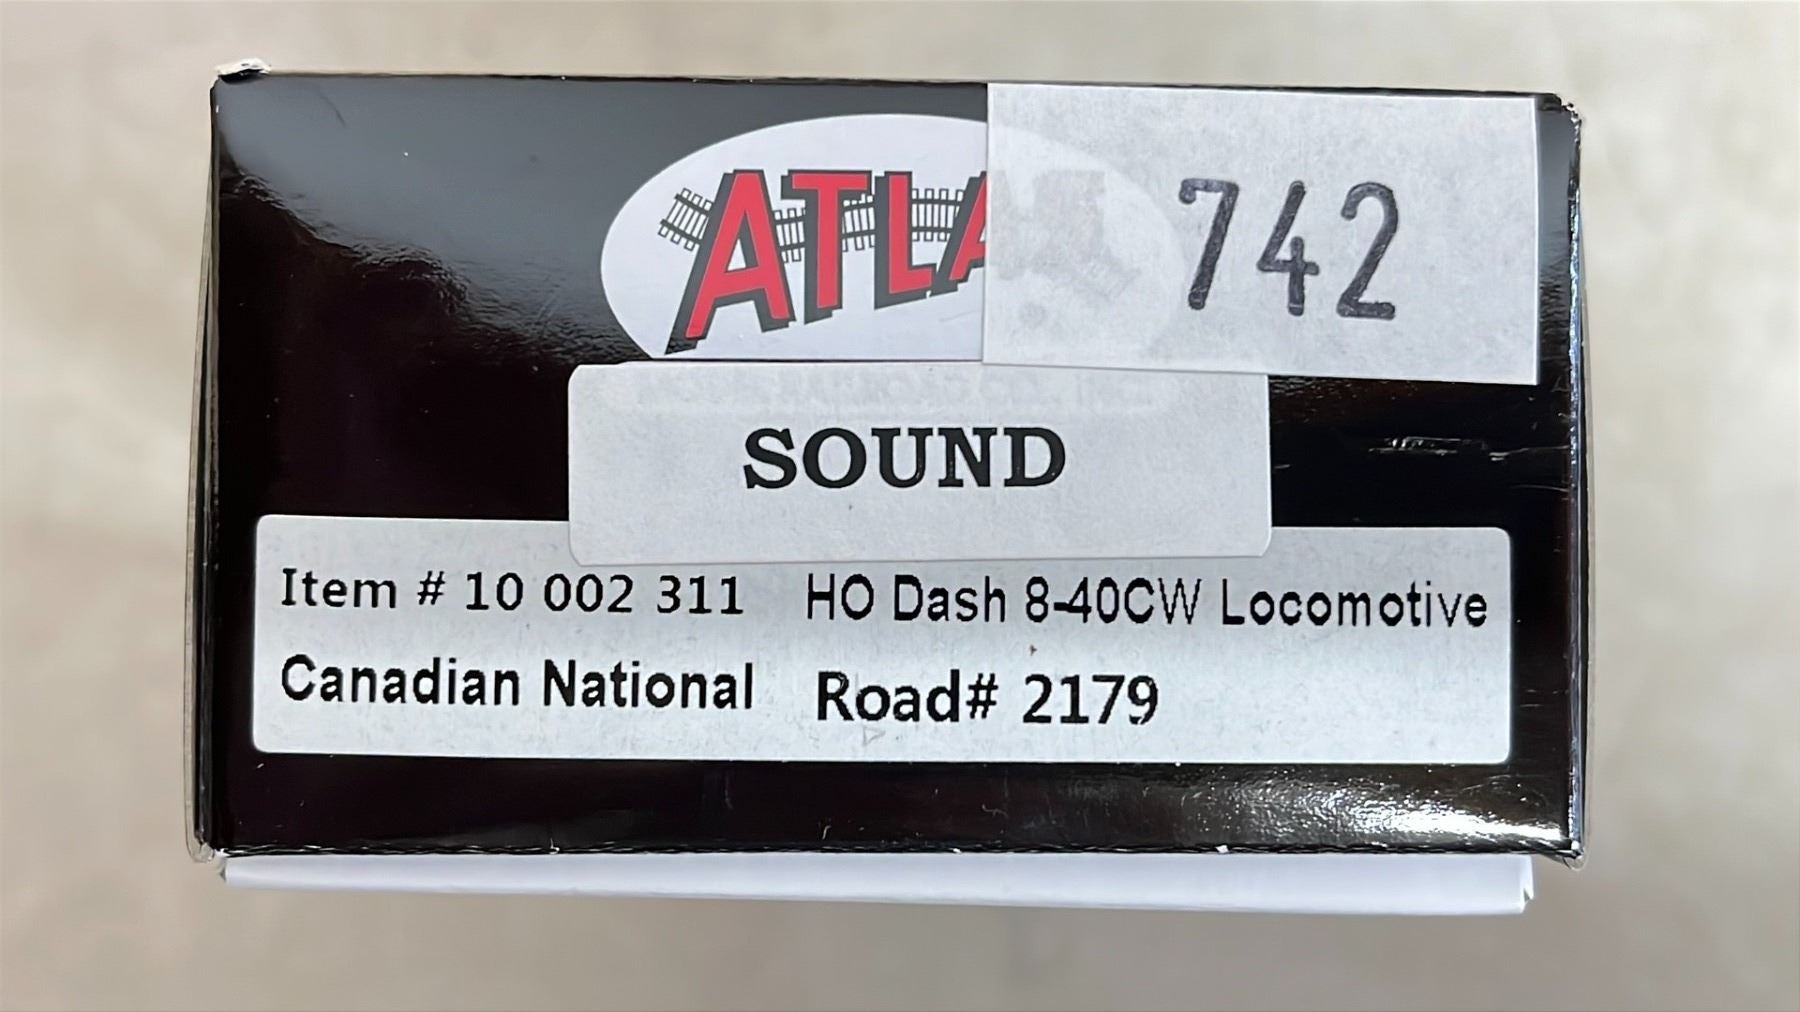 ATLA
742
SOUND
Item # 10 002 311 HO Dash 8-40CW Locomotive
Canadian National Road# 2179